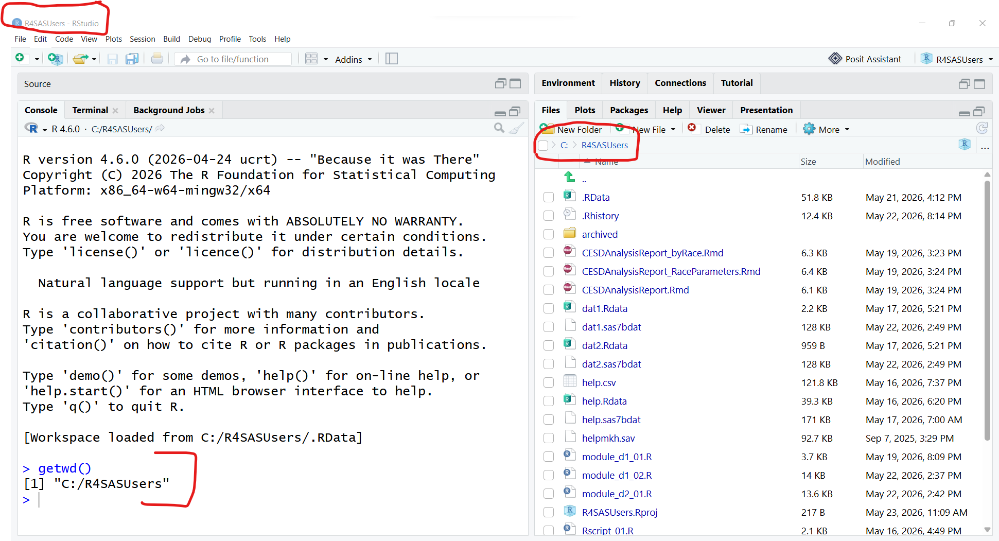 R4SASUsers - RStudio
File Edit Code View Plots Session Build Debug Profile Tools Help
Go to file/function Addins Posit Assistant R4SASUsers
Source
Console Terminal Background Jobs
R 4.6.0 · C:/R4SASUsers/
R version 4.6.0 (2026-04-24 ucrt) -- "Because it was There"
Copyright (C) 2026 The R Foundation for Statistical Computing
Platform: x86_64-w64-mingw32/x64
R is free software and comes with ABSOLUTELY NO WARRANTY.
You are welcome to redistribute it under certain conditions.
Type 'license()' or 'licence()' for distribution details.
Natural language support but running in an English locale
R is a collaborative project with many contributors.
Type 'contributors()' for more information and
'citation()' on how to cite R or R packages in publications.
Type 'demo()' for some demos, 'help()' for on-line help, or
'help.start()' for an HTML browser interface to help.
Type 'q()' to quit R.
[Workspace loaded from C:/R4SASUsers/.RData]
> getwd()
[1] "C:/R4SASUsers"
>
Environment History Connections Tutorial
Files Plots Packages Help Viewer Presentation
New Folder New File Delete Rename More
C: R4SASUsers ...
Name Size Modified
..
.RData 51.8 KB May 21, 2026, 4:12 PM
.Rhistory 12.4 KB May 22, 2026, 8:14 PM
archived
CESDAnalysisReport_byRace.Rmd 6.3 KB May 19, 2026, 3:23 PM
CESDAnalysisReport_RaceParameters.Rmd 6.4 KB May 19, 2026, 3:24 PM
CESDAnalysisReport.Rmd 6.1 KB May 19, 2026, 3:24 PM
dat1.Rdata 2.2 KB May 17, 2026, 5:21 PM
dat1.sas7bdat 128 KB May 22, 2026, 2:49 PM
dat2.Rdata 959 B May 17, 2026, 5:21 PM
dat2.sas7bdat 128 KB May 22, 2026, 2:49 PM
help.csv 121.8 KB May 16, 2026, 7:37 PM
help.Rdata 39.3 KB May 16, 2026, 6:20 PM
help.sas7bdat 171 KB May 17, 2026, 7:00 AM
helpmkh.sav 92.7 KB Sep 7, 2025, 3:29 PM
module_d1_01.R 3.7 KB May 19, 2026, 8:09 PM
module_d1_02.R 14 KB May 22, 2026, 2:37 PM
module_d2_01.R 13.6 KB May 22, 2026, 2:42 PM
R4SASUsers.Rproj 217 B May 23, 2026, 11:09 AM
Rscript_01.R 2.1 KB May 16, 2026, 4:49 PM